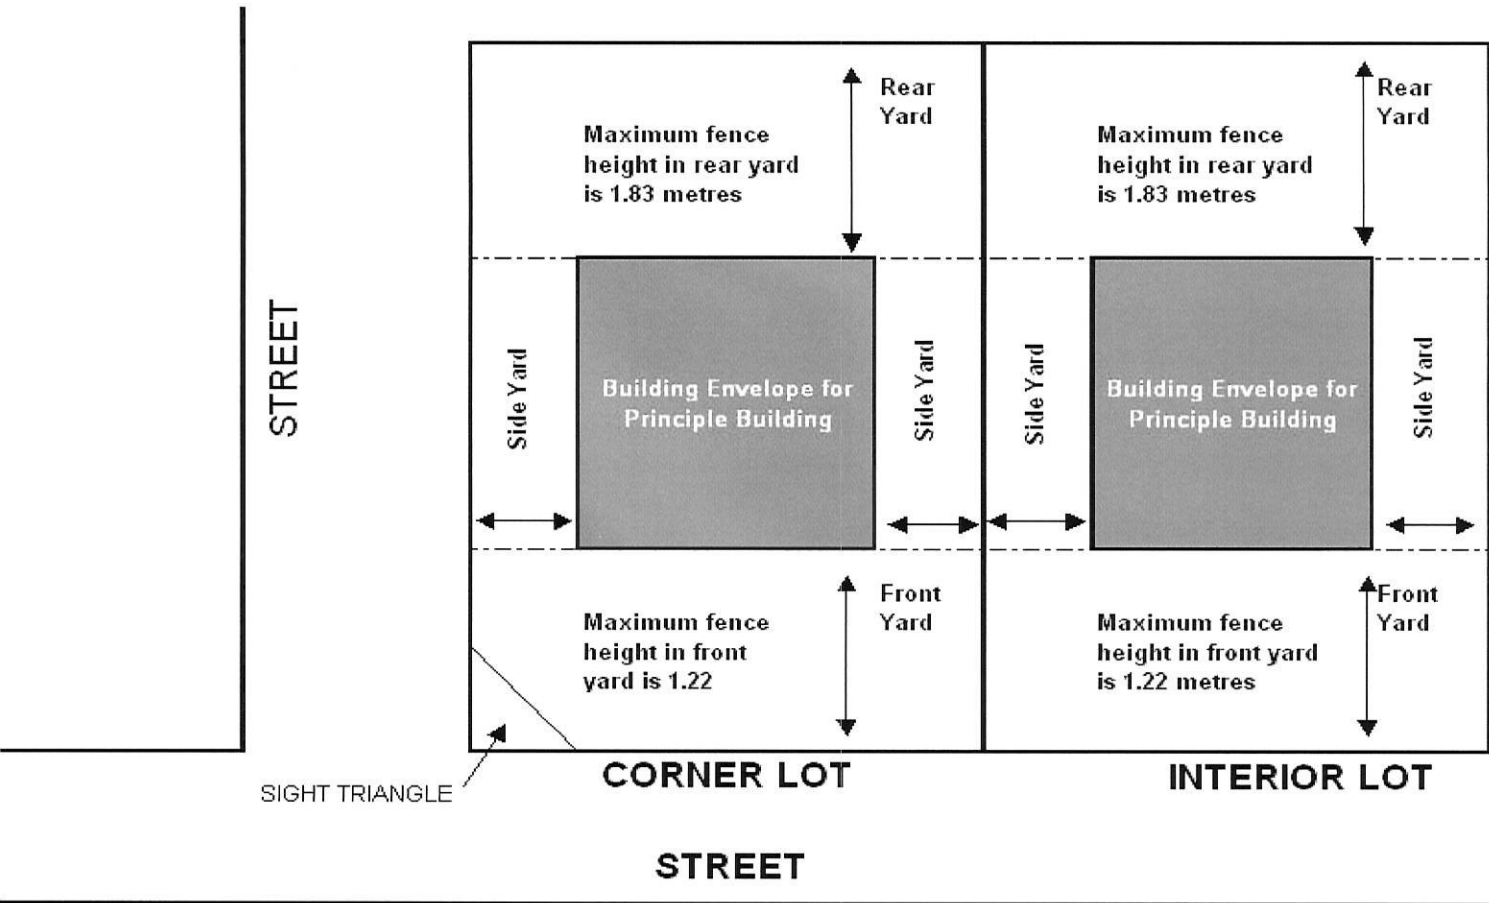 Rear
Yard
Maximum fence
height in rear yard
is 1.83 metres
Rear
Yard
Maximum fence
height in rear yard
is 1.83 metres
STREET
Side Yard
Building Envelope for
Principle Building
Side Yard
Side Yard
Building Envelope for
Principle Building
Side Yard
Front
Yard
Maximum fence
height in front
yard is 1.22
Front
Yard
Maximum fence
height in front yard
is 1.22 metres
SIGHT TRIANGLE
CORNER LOT
INTERIOR LOT
STREET